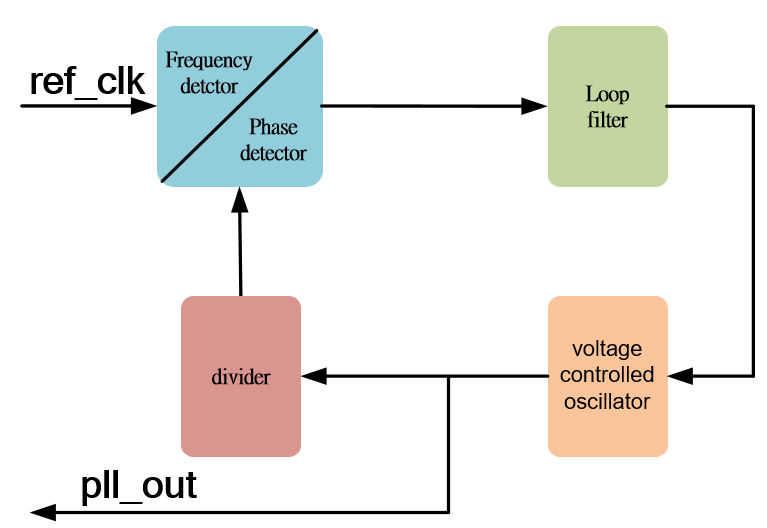 ref_clk
Frequency
detctor
Phase
detector
Loop
filter
divider
voltage
controlled
oscillator
pll_out